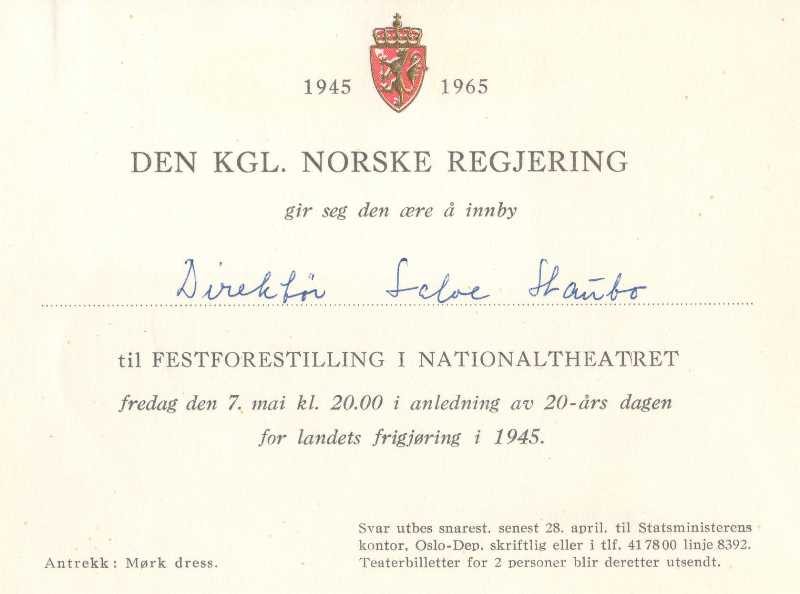 1945 1965
DEN KGL. NORSKE REGJERING
gir seg den ære å innby
Direktør Salve Staubo
til FESTFORESTILLING I NATIONALTHEATRET
fredag den 7. mai kl. 20.00 i anledning av 20-års dagen
for landets frigjøring i 1945.
Svar utbes snarest, senest 28. april, til Statsministerens
kontor, Oslo-Dep. skriftlig eller i tlf. 41 78 00 linje 8392.
Antrekk: Mørk dress. Teaterbilletter for 2 personer blir deretter utsendt.